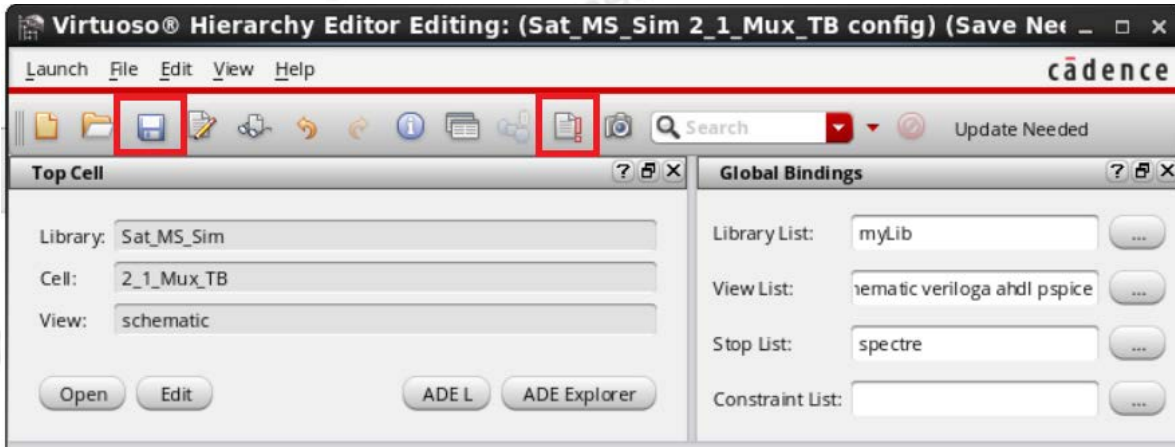 Virtuoso® Hierarchy Editor Editing: (Sat_MS_Sim 2_1_Mux_TB config) (Save Nee
Launch File Edit View Help
cādence
Search
Update Needed
Top Cell
Global Bindings
Library: Sat_MS_Sim
Cell: 2_1_Mux_TB
View: schematic
Open Edit ADE L ADE Explorer
Library List: myLib ...
View List: hematic veriloga ahdl pspice ...
Stop List: spectre ...
Constraint List: ...